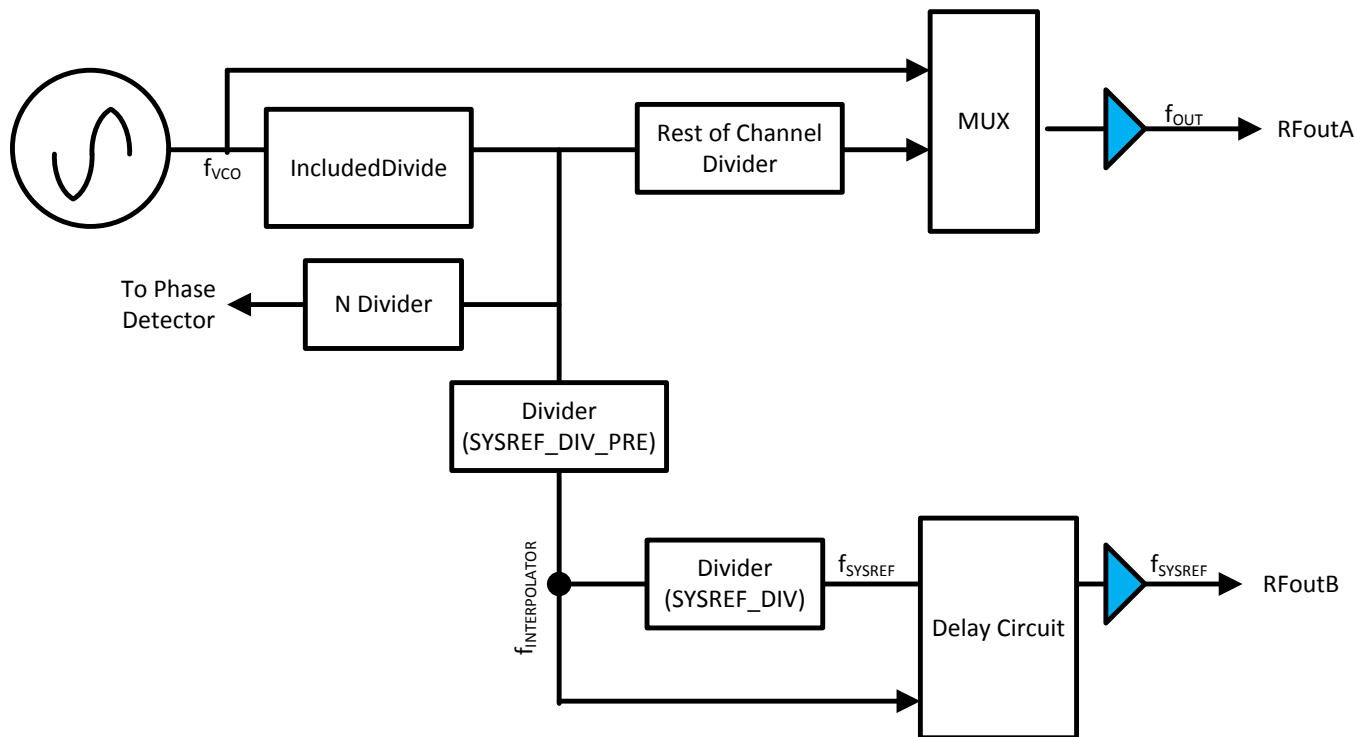 MUX
fOUT
RFoutA
fVCO
IncludedDivide
Rest of Channel
Divider
To Phase
Detector
N Divider
Divider
(SYSREF_DIV_PRE)
fINTERPOLATOR
Divider
(SYSREF_DIV)
fSYSREF
Delay Circuit
fSYSREF
RFoutB